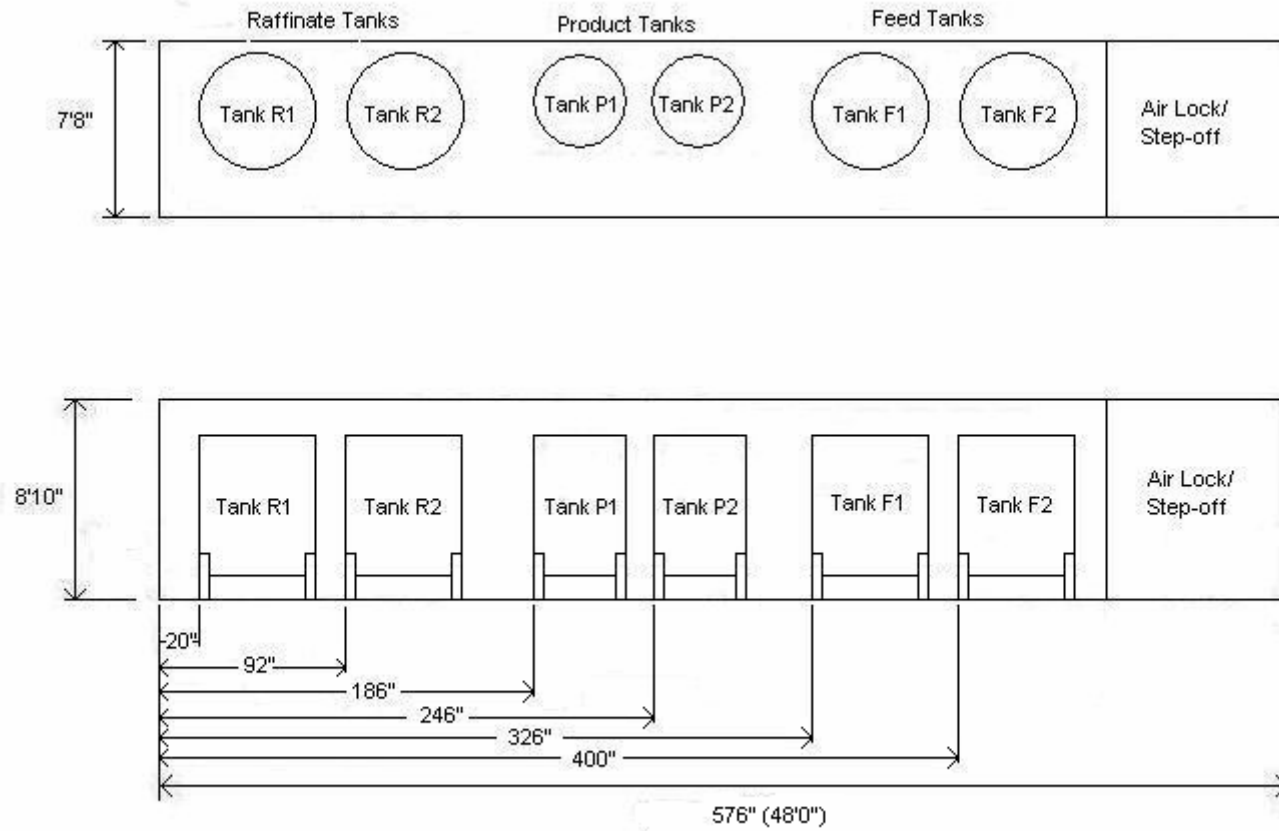 Raffinate Tanks
Product Tanks
Feed Tanks
7'8"
Tank R1
Tank R2
Tank P1
Tank P2
Tank F1
Tank F2
Air Lock/
Step-off
8'10"
Tank R1
Tank R2
Tank P1
Tank P2
Tank F1
Tank F2
Air Lock/
Step-off
20"
92"
186"
246"
326"
400"
576" (48'0")